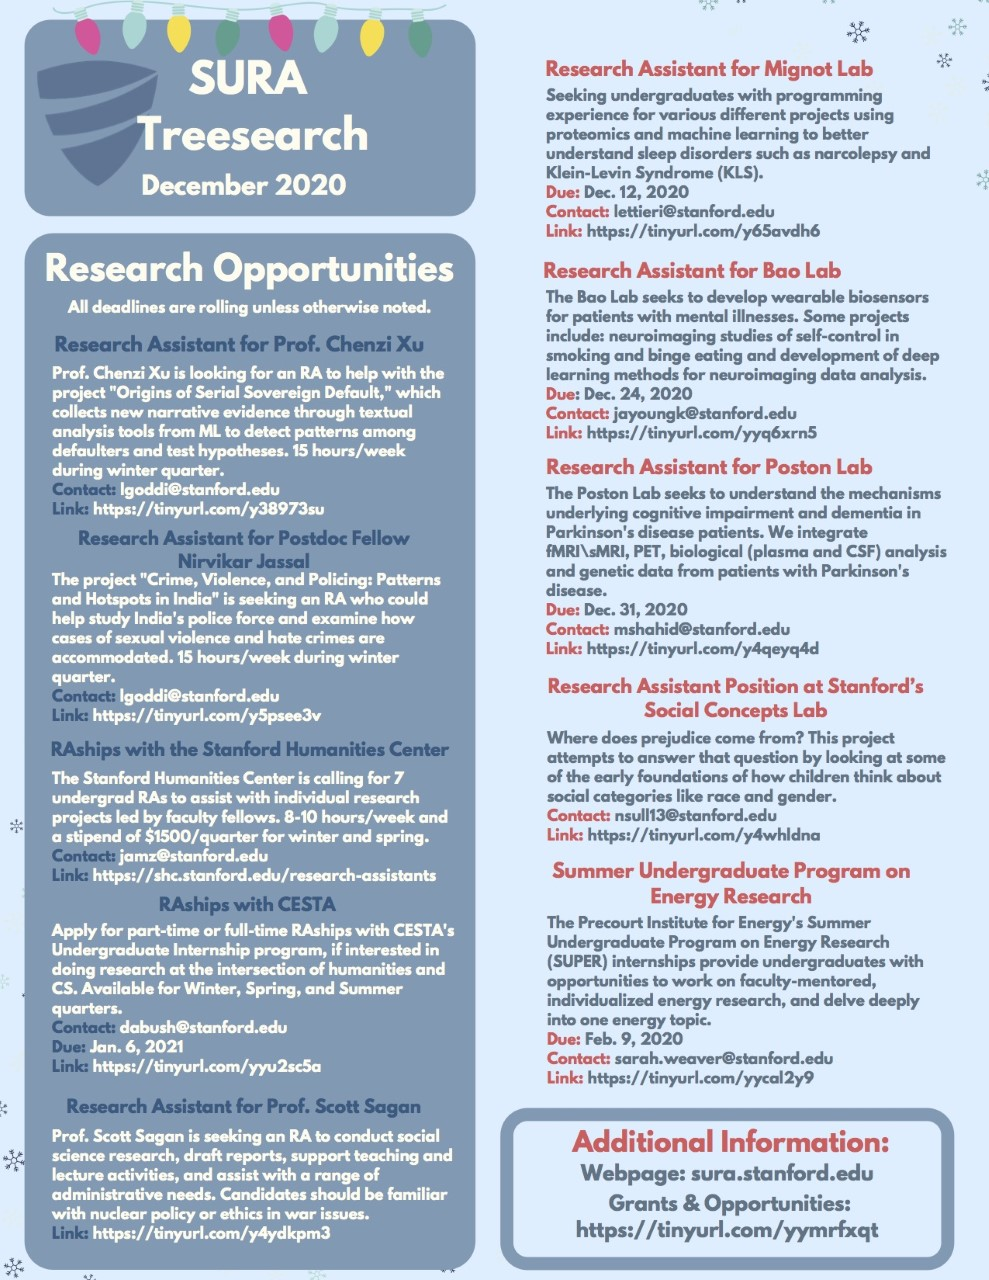 SURA
Treesearch
December 2020
Research Opportunities
All deadlines are rolling unless otherwise noted.
Research Assistant for Prof. Chenzi Xu
Prof. Chenzi Xu is looking for an RA to help with the
project "Origins of Serial Sovereign Default," which
collects new narrative evidence through textual
analysis tools from ML to detect patterns among
defaulters and test hypotheses. 15 hours/week
during winter quarter.
Contact: lgoddi@stanford.edu
Link: https://tinyurl.com/y38973su
Research Assistant for Postdoc Fellow
Nirvikar Jassal
The project "Crime, Violence, and Policing: Patterns
and Hotspots in India" is seeking an RA who could
help study India's police force and examine how
cases of sexual violence and hate crimes are
accommodated. 15 hours/week during winter
quarter.
Contact: lgoddi@stanford.edu
Link: https://tinyurl.com/y5psee3v
RAships with the Stanford Humanities Center
The Stanford Humanities Center is calling for 7
undergrad RAs to assist with individual research
projects led by faculty fellows. 8-10 hours/week and
a stipend of $1500/quarter for winter and spring.
Contact: jamz@stanford.edu
Link: https://shc.stanford.edu/research-assistants
RAships with CESTA
Apply for part-time or full-time RAships with CESTA's
Undergraduate Internship program, if interested in
doing research at the intersection of humanities and
CS. Available for Winter, Spring, and Summer
quarters.
Contact: dabush@stanford.edu
Due: Jan. 6, 2021
Link: https://tinyurl.com/yyu2sc5a
Research Assistant for Prof. Scott Sagan
Prof. Scott Sagan is seeking an RA to conduct social
science research, draft reports, support teaching and
lecture activities, and assist with a range of
administrative needs. Candidates should be familiar
with nuclear policy or ethics in war issues.
Link: https://tinyurl.com/y4ydkpm3
Research Assistant for Mignot Lab
Seeking undergraduates with programming
experience for various different projects using
proteomics and machine learning to better
understand sleep disorders such as narcolepsy and
Klein-Levin Syndrome (KLS).
Due: Dec. 12, 2020
Contact: lettieri@stanford.edu
Link: https://tinyurl.com/y65avdh6
Research Assistant for Bao Lab
The Bao Lab seeks to develop wearable biosensors
for patients with mental illnesses. Some projects
include: neuroimaging studies of self-control in
smoking and binge eating and development of deep
learning methods for neuroimaging data analysis.
Due: Dec. 24, 2020
Contact: jayoungk@stanford.edu
Link: https://tinyurl.com/yyq6xrn5
Research Assistant for Poston Lab
The Poston Lab seeks to understand the mechanisms
underlying cognitive impairment and dementia in
Parkinson's disease patients. We integrate
fMRI\sMRI, PET, biological (plasma and CSF) analysis
and genetic data from patients with Parkinson's
disease.
Due: Dec. 31, 2020
Contact: mshahid@stanford.edu
Link: https://tinyurl.com/y4qeyq4d
Research Assistant Position at Stanford's
Social Concepts Lab
Where does prejudice come from? This project
attempts to answer that question by looking at some
of the early foundations of how children think about
social categories like race and gender.
Contact: nsull13@stanford.edu
Link: https://tinyurl.com/y4whldna
Summer Undergraduate Program on
Energy Research
The Precourt Institute for Energy's Summer
Undergraduate Program on Energy Research
(SUPER) internships provide undergraduates with
opportunities to work on faculty-mentored,
individualized energy research, and delve deeply
into one energy topic.
Due: Feb. 9, 2020
Contact: sarah.weaver@stanford.edu
Link: https://tinyurl.com/yycal2y9
Additional Information:
Webpage: sura.stanford.edu
Grants & Opportunities:
https://tinyurl.com/yymrfxqt